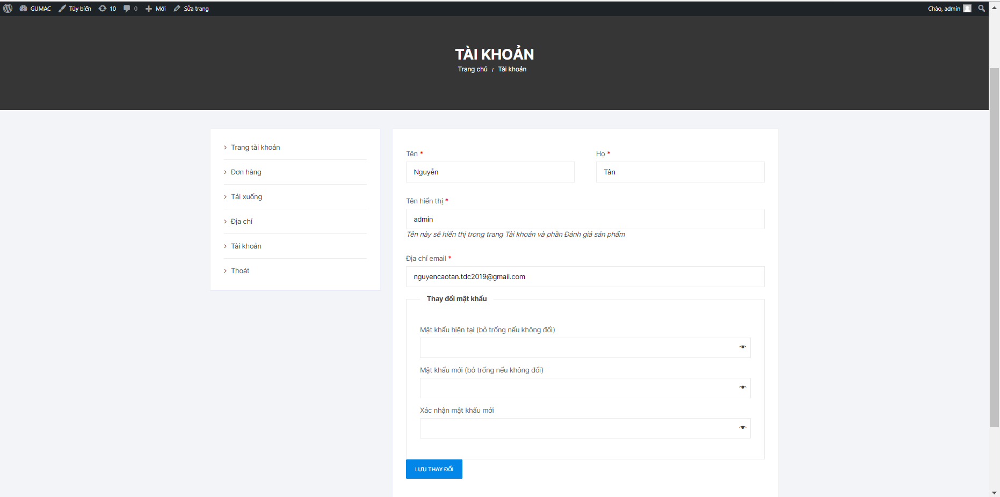 GUMAC Tùy biến 10 0 Mới Sửa trang Chào, admin
TÀI KHOẢN
Trang chủ / Tài khoản
Trang tài khoản
Đơn hàng
Tải xuống
Địa chỉ
Tài khoản
Thoát
Tên * Họ *
Nguyễn Tân
Tên hiển thị *
admin
Tên này sẽ hiển thị trong trang Tài khoản và phần Đánh giá sản phẩm
Địa chỉ email *
nguyencaotan.tdc2019@gmail.com
Thay đổi mật khẩu
Mật khẩu hiện tại (bỏ trống nếu không đổi)
Mật khẩu mới (bỏ trống nếu không đổi)
Xác nhận mật khẩu mới
LƯU THAY ĐỔI